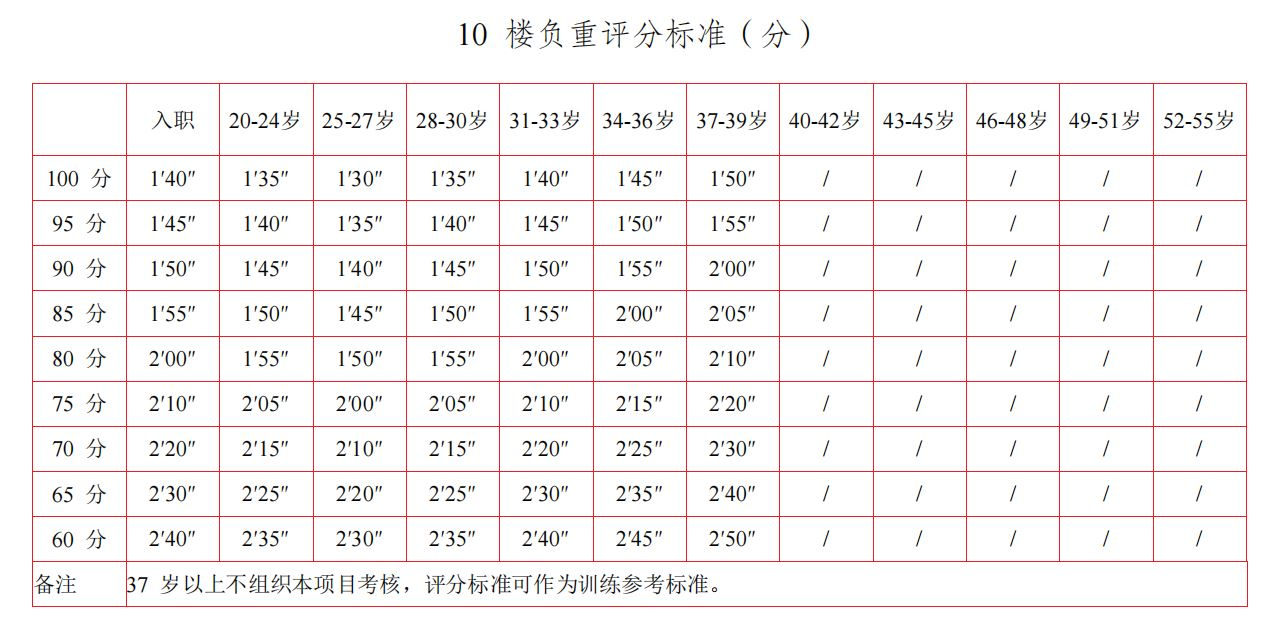 10 楼负重评分标准（分）
入职 20-24岁 25-27岁 28-30岁 31-33岁 34-36岁 37-39岁 40-42岁 43-45岁 46-48岁 49-51岁 52-55岁
100 分 1'40" 1'35" 1'30" 1'35" 1'40" 1'45" 1'50" / / / / /
95 分 1'45" 1'40" 1'35" 1'40" 1'45" 1'50" 1'55" / / / / /
90 分 1'50" 1'45" 1'40" 1'45" 1'50" 1'55" 2'00" / / / / /
85 分 1'55" 1'50" 1'45" 1'50" 1'55" 2'00" 2'05" / / / / /
80 分 2'00" 1'55" 1'50" 1'55" 2'00" 2'05" 2'10" / / / / /
75 分 2'10" 2'05" 2'00" 2'05" 2'10" 2'15" 2'20" / / / / /
70 分 2'20" 2'15" 2'10" 2'15" 2'20" 2'25" 2'30" / / / / /
65 分 2'30" 2'25" 2'20" 2'25" 2'30" 2'35" 2'40" / / / / /
60 分 2'40" 2'35" 2'30" 2'35" 2'40" 2'45" 2'50" / / / / /
备注 37 岁以上不组织本项目考核，评分标准可作为训练参考标准。